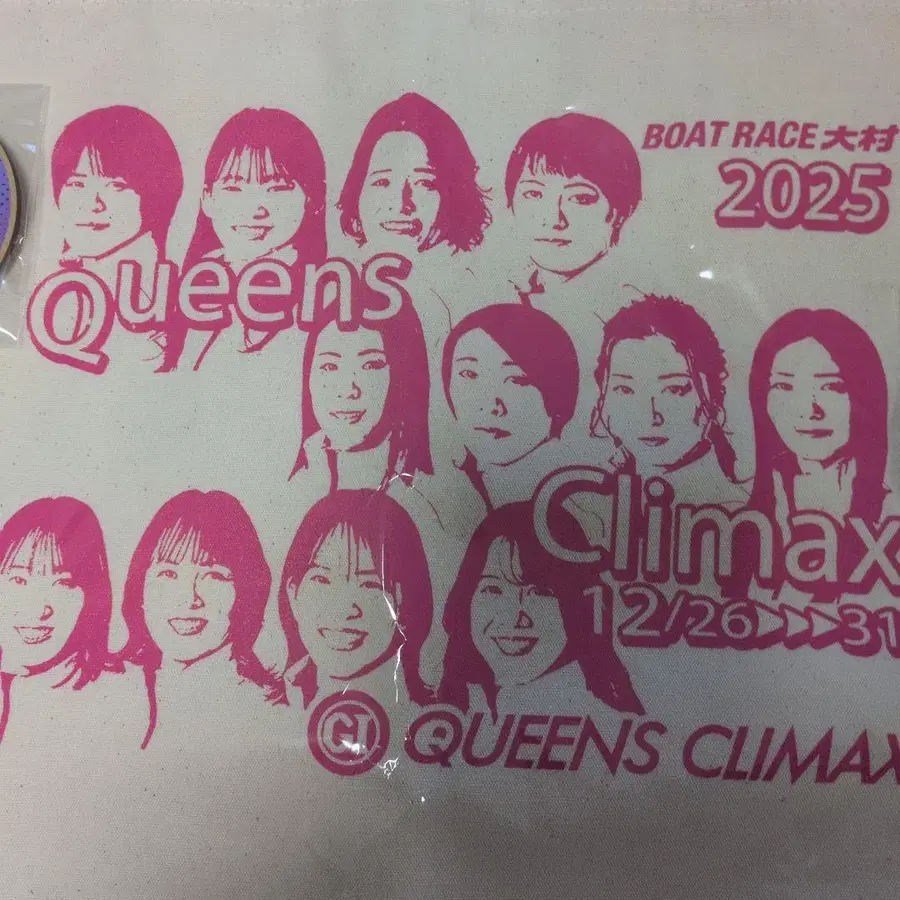 BOAT RACE 大村
2025
Queens
Climax
12/26▷▷▷31
GI QUEENS CLIMAX